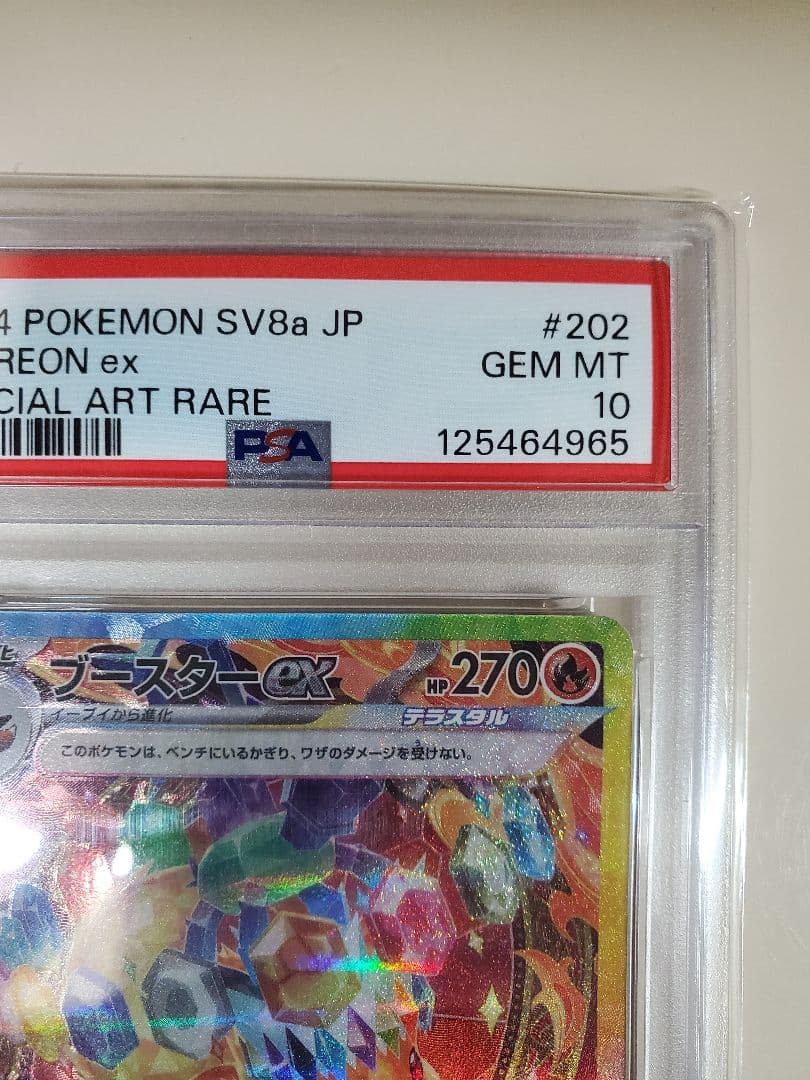 4 POKEMON SV8a JP #202
REON ex GEM MT
CIAL ART RARE 10
PSA 125464965
ブースターex HP270
イーブイから進化 テラスタル
このポケモンは、ベンチにいるかぎり、ワザのダメージを受けない。